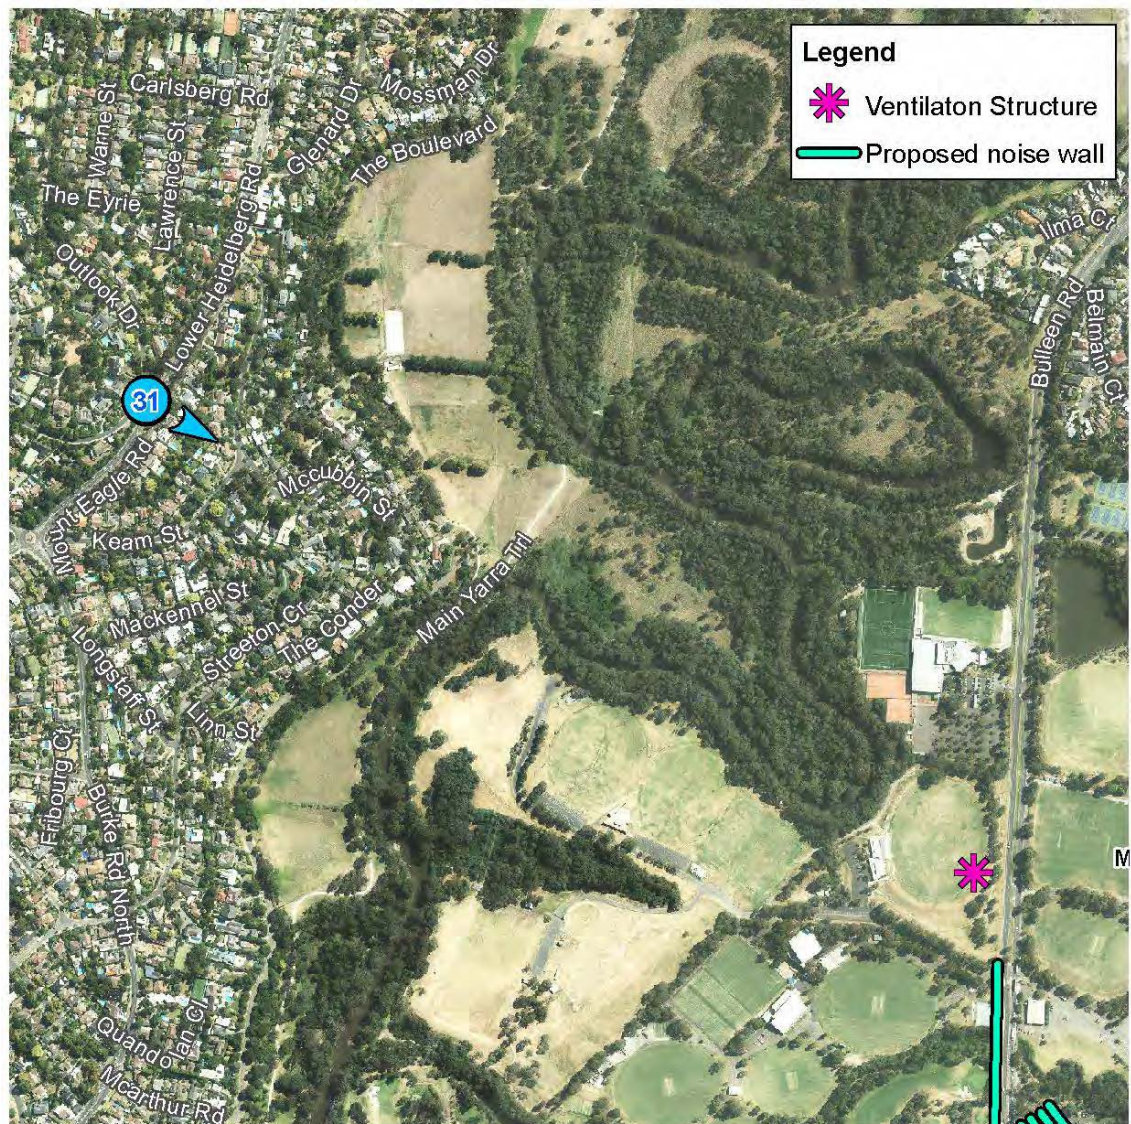 Legend
Ventilaton Structure
Proposed noise wall
Carlsberg Rd
Mossman Dr
Glenard Dr
The Boulevard
Warne St
The Eyrie
Lawrence St
Lower Heidelberg Rd
Outlook Dr
Ilma Cr
Bulleen Rd
Belmain Ct
31
Mount Eagle Rd
Mccubbin St
Keam St
Main Yarra Trl
Mackennel St
Streeton Cr
The Conder
Longstaff St
Linn St
Fribourg Ct
Burke Rd North
M
Quandolan Cl
Mcarthur Rd